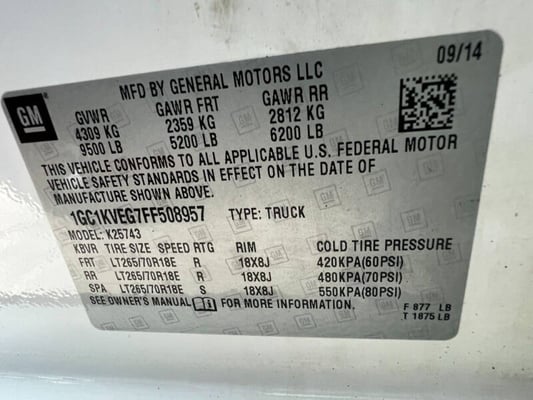 09/14
MFD BY GENERAL MOTORS LLC
GM
GVWR GAWR FRT GAWR RR
4309 KG 2359 KG 2812 KG
9500 LB 5200 LB 6200 LB
THIS VEHICLE CONFORMS TO ALL APPLICABLE U.S. FEDERAL MOTOR
VEHICLE SAFETY STANDARDS IN EFFECT ON THE DATE OF
MANUFACTURE SHOWN ABOVE.
1GC1KVEG7FF508957 TYPE: TRUCK
MODEL: K25743
KBVR TIRE SIZE SPEED RTG RIM COLD TIRE PRESSURE
FRT LT265/70R18E R 18X8J 420KPA(60PSI)
RR LT265/70R18E R 18X8J 480KPA(70PSI)
SPA LT265/70R18E S 18X8J 550KPA(80PSI)
SEE OWNER'S MANUAL FOR MORE INFORMATION.
F 877 LB
T 1875 LB